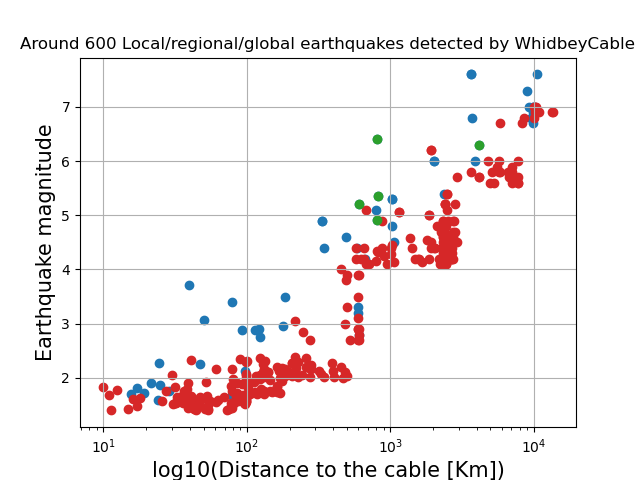 Around 600 Local/regional/global earthquakes detected by WhidbeyCable
Earthquake magnitude
7
6
5
4
3
2
10¹ 10² 10³ 10⁴
log10(Distance to the cable [Km])